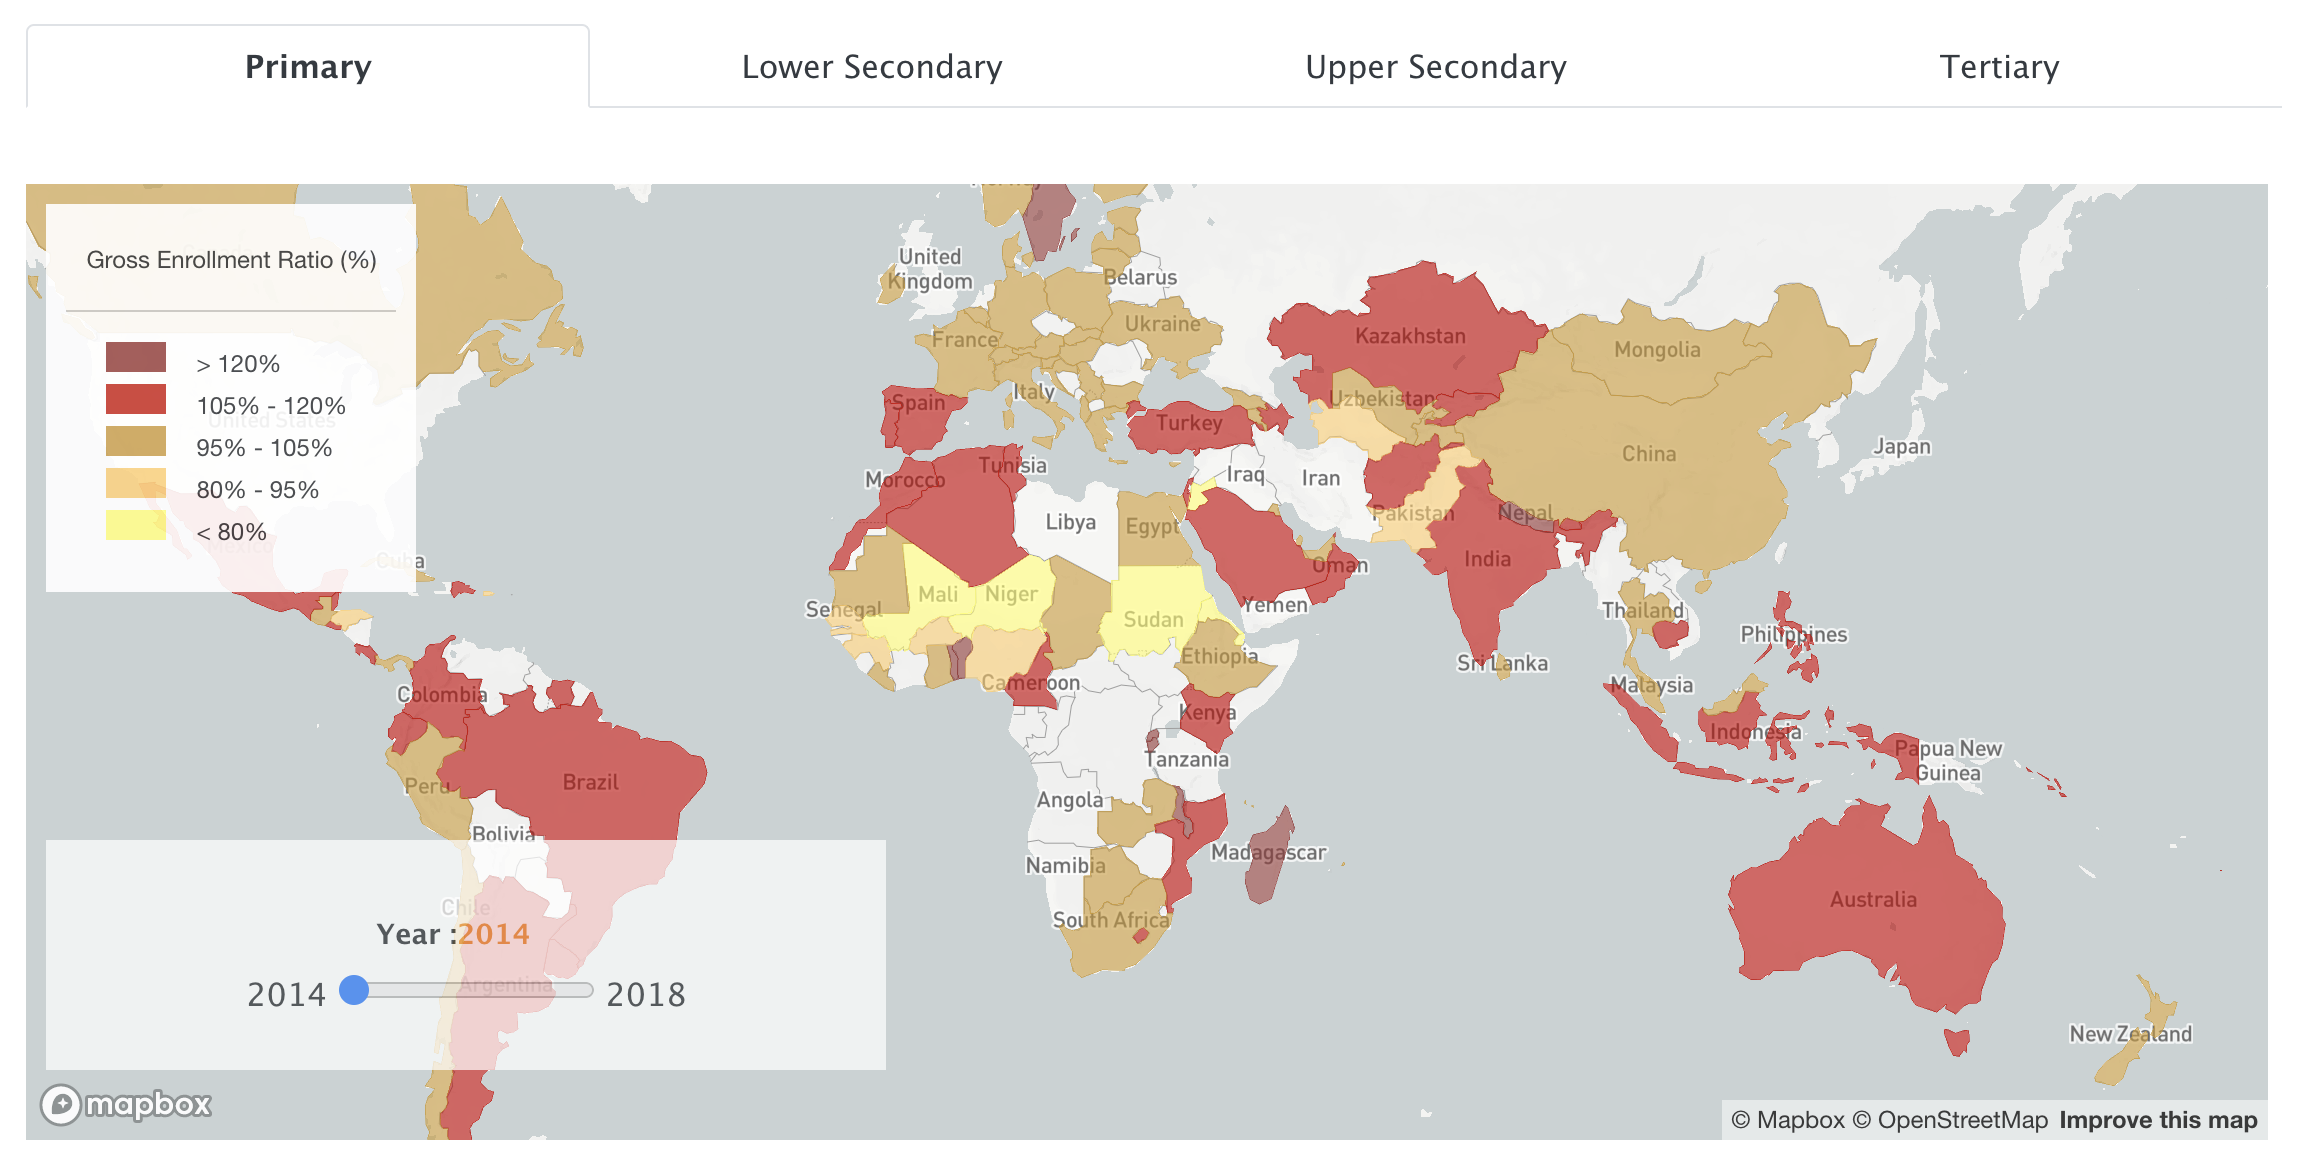 Primary
Lower Secondary
Upper Secondary
Tertiary
Gross Enrollment Ratio (%)
> 120%
105% - 120%
95% - 105%
80% - 95%
< 80%
United States
Mexico
Cuba
Colombia
Peru
Brazil
Bolivia
Chile
Argentina
Norway
United
Kingdom
Belarus
Ukraine
France
Italy
Spain
Turkey
Kazakhstan
Uzbekistan
Mongolia
China
Japan
Morocco
Tunisia
Libya
Egypt
Iraq
Iran
Pakistan
Nepal
India
Oman
Yemen
Senegal
Mali
Niger
Sudan
Ethiopia
Cameroon
Kenya
Tanzania
Angola
Namibia
Madagascar
South Africa
Sri Lanka
Thailand
Malaysia
Philippines
Indonesia
Papua New
Guinea
Australia
New Zealand
Year :2014
2014
2018
mapbox
© Mapbox © OpenStreetMap Improve this map